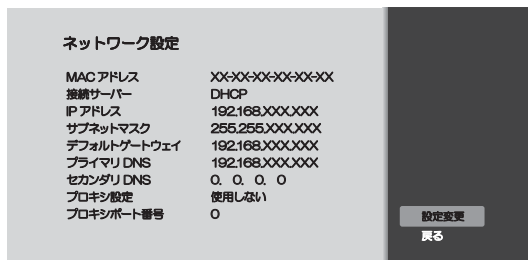 ネットワーク設定
MAC アドレス XX-XX-XX-XX-XX-XX
接続サーバー DHCP
IP アドレス 192.168.XXX.XXX
サブネットマスク 255.255.XXX.XXX
デフォルトゲートウェイ 192.168.XXX.XXX
プライマリ DNS 192.168.XXX.XXX
セカンダリ DNS 0. 0. 0. 0
プロキシ設定 使用しない
プロキシポート番号 0
設定変更
戻る